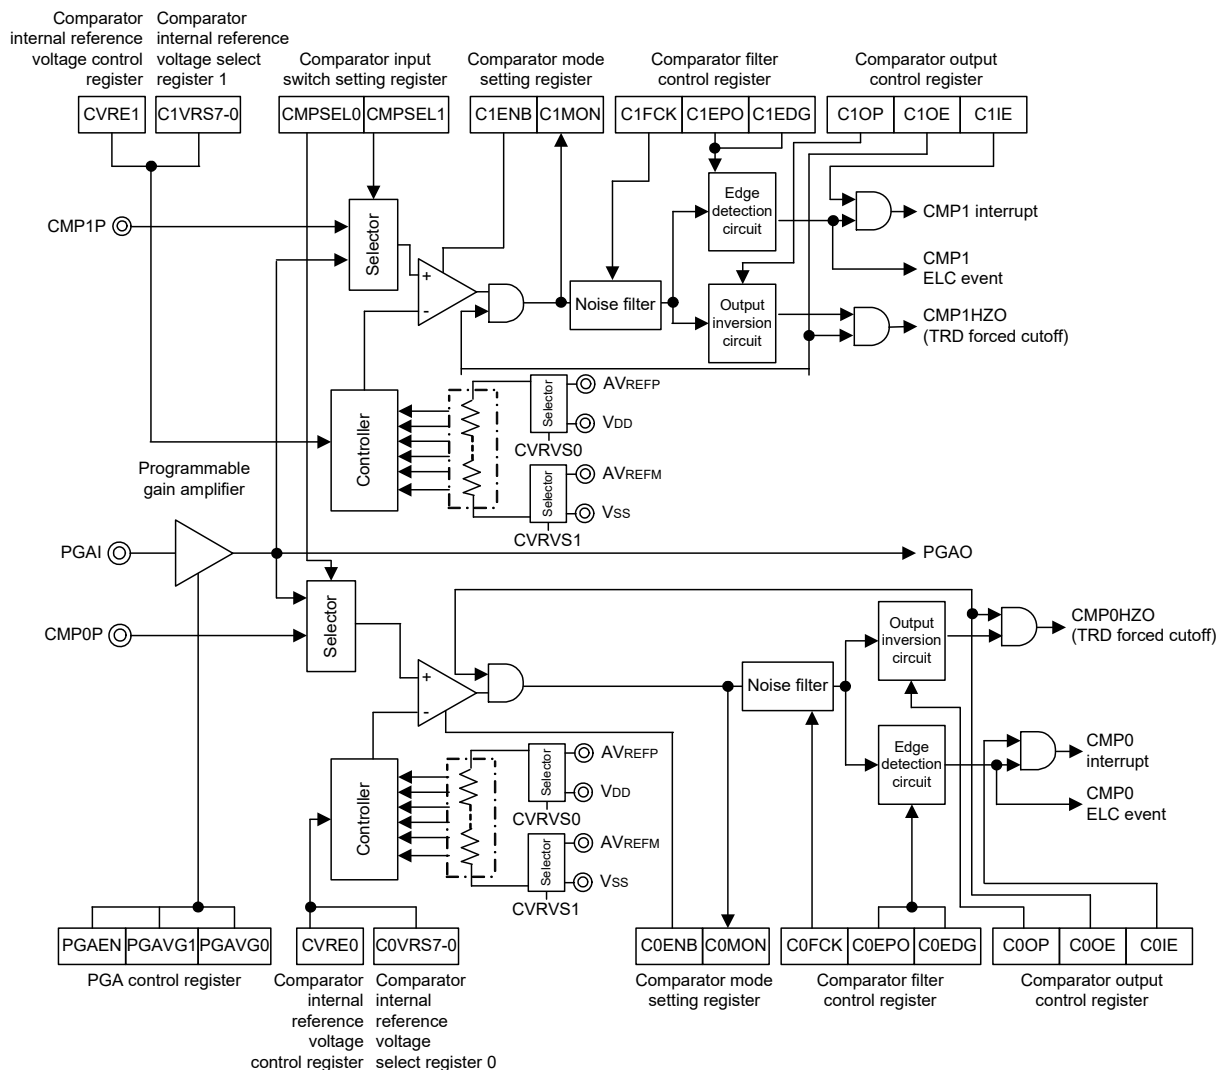 Comparator
internal reference
voltage control
register
Comparator
internal reference
voltage select
register 1
Comparator input
switch setting register
Comparator mode
setting register
Comparator filter
control register
Comparator output
control register
CVRE1
C1VRS7-0
CMPSEL0
CMPSEL1
C1ENB
C1MON
C1FCK
C1EPO
C1EDG
C1OP
C1OE
C1IE
CMP1P
Selector
Edge
detection
circuit
CMP1 interrupt
CMP1
ELC event
+
-
Noise filter
Output
inversion
circuit
CMP1HZO
(TRD forced cutoff)
Controller
Selector
AVREFP
VDD
CVRVS0
Selector
AVREFM
VSS
CVRVS1
Programmable
gain amplifier
PGAI
PGAO
CMP0P
Selector
Output
inversion
circuit
CMP0HZO
(TRD forced cutoff)
+
-
Noise filter
Edge
detection
circuit
CMP0
interrupt
CMP0
ELC event
Controller
Selector
AVREFP
VDD
CVRVS0
Selector
AVREFM
VSS
CVRVS1
PGAEN
PGAVG1
PGAVG0
PGA control register
CVRE0
C0VRS7-0
Comparator
internal
reference
voltage
control register
Comparator
internal
reference
voltage
select register 0
C0ENB
C0MON
Comparator mode
setting register
C0FCK
C0EPO
C0EDG
Comparator filter
control register
C0OP
C0OE
C0IE
Comparator output
control register